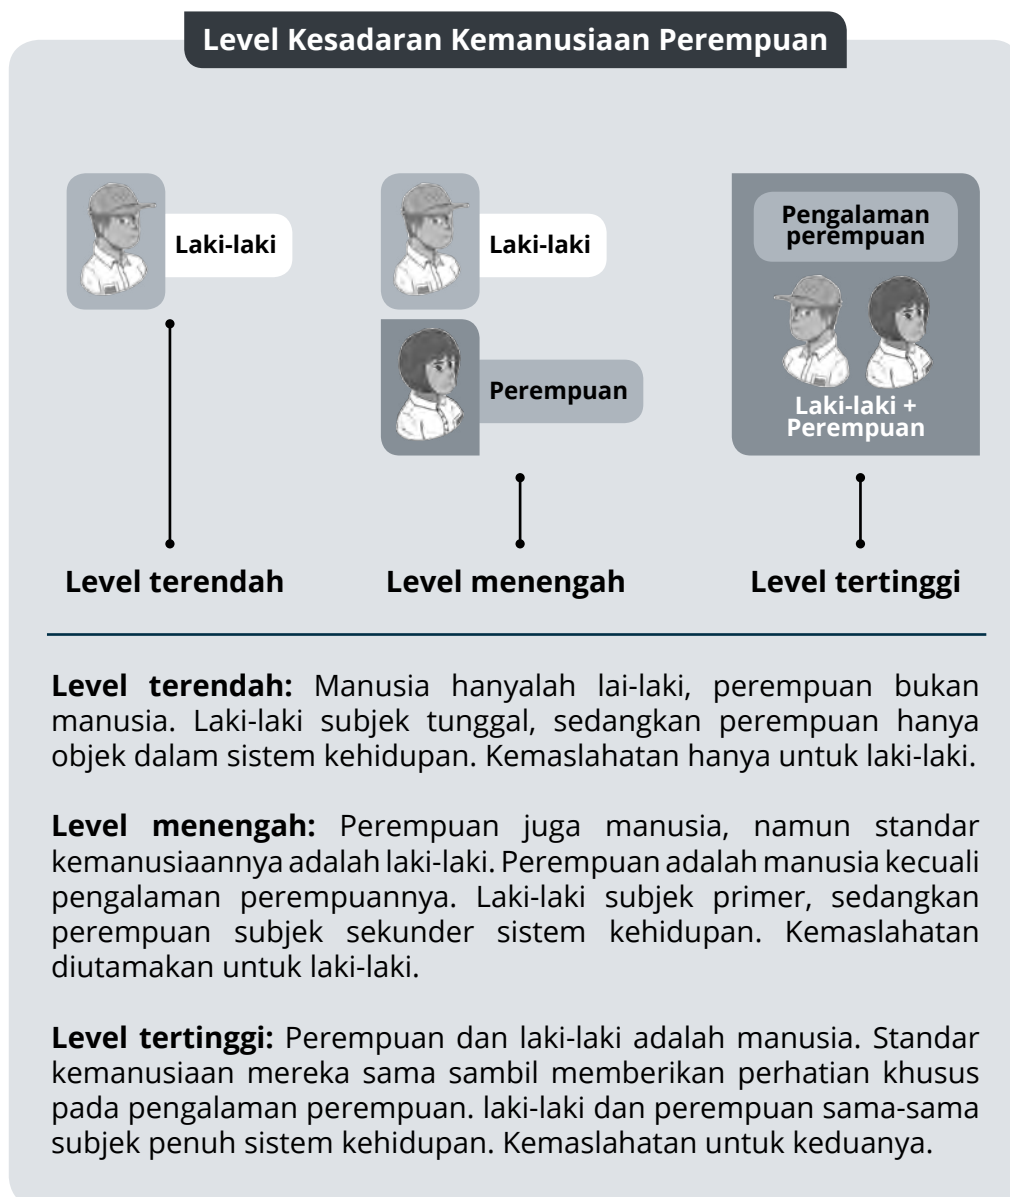 Level Kesadaran Kemanusiaan Perempuan
Laki-laki
Laki-laki
Perempuan
Pengalaman
perempuan
Laki-laki +
Perempuan
Level terendah
Level menengah
Level tertinggi
Level terendah: Manusia hanyalah lai-laki, perempuan bukan
manusia. Laki-laki subjek tunggal, sedangkan perempuan hanya
objek dalam sistem kehidupan. Kemaslahatan hanya untuk laki-laki.
Level menengah: Perempuan juga manusia, namun standar
kemanusiaannya adalah laki-laki. Perempuan adalah manusia kecuali
pengalaman perempuannya. Laki-laki subjek primer, sedangkan
perempuan subjek sekunder sistem kehidupan. Kemaslahatan
diutamakan untuk laki-laki.
Level tertinggi: Perempuan dan laki-laki adalah manusia. Standar
kemanusiaan mereka sama sambil memberikan perhatian khusus
pada pengalaman perempuan. laki-laki dan perempuan sama-sama
subjek penuh sistem kehidupan. Kemaslahatan untuk keduanya.